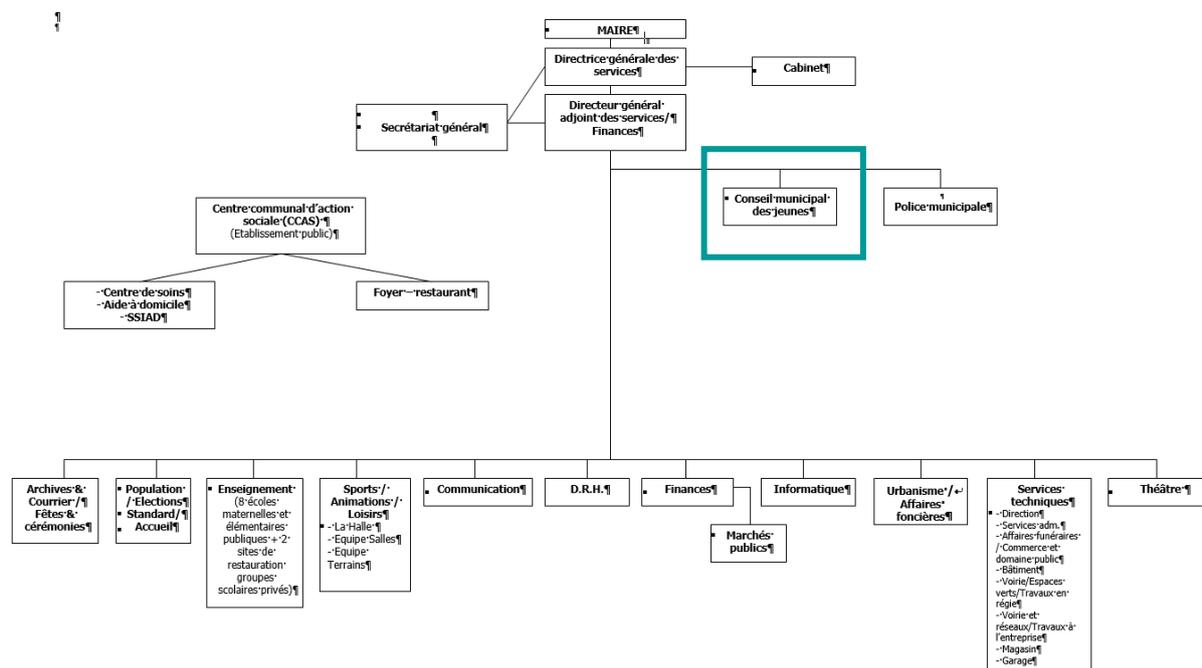 MAIRE¶
Directrice générale des
services¶
Cabinet¶
Directeur général
adjoint des services/¶
Finances¶
¶
Secrétariat général¶
¶
Conseil municipal
des jeunes¶
¶
Police municipale¶
Centre communal d'action
sociale (CCAS) ¶
(Etablissement public)¶
- Centre de soins¶
- Aide à domicile¶
- SSIAD¶
Foyer – restaurant¶
Archives &
Courrier /¶
Fêtes &
cérémonies¶
Population
/ Elections¶
Standard/¶
Accueil¶
Enseignement
(8 écoles
maternelles et
élémentaires
publiques + 2
sites de
restauration
groupes
scolaires privés)¶
Sports /
Animations /
Loisirs¶
- La Halle¶
- Equipe Salles¶
- Equipe
Terrains¶
Communication¶
D.R.H.¶
Finances¶
Marchés
publics¶
Informatique¶
Urbanisme /↵
Affaires
foncières¶
Services
techniques¶
- Direction¶
- Services adm.¶
- Affaires funéraires
/ Commerce et
domaine public¶
- Bâtiment¶
- Voirie/Espaces
verts/Travaux en
régie¶
- Voirie et
réseaux/Travaux à
l'entreprise¶
- Magasin¶
- Garage¶
Théâtre¶